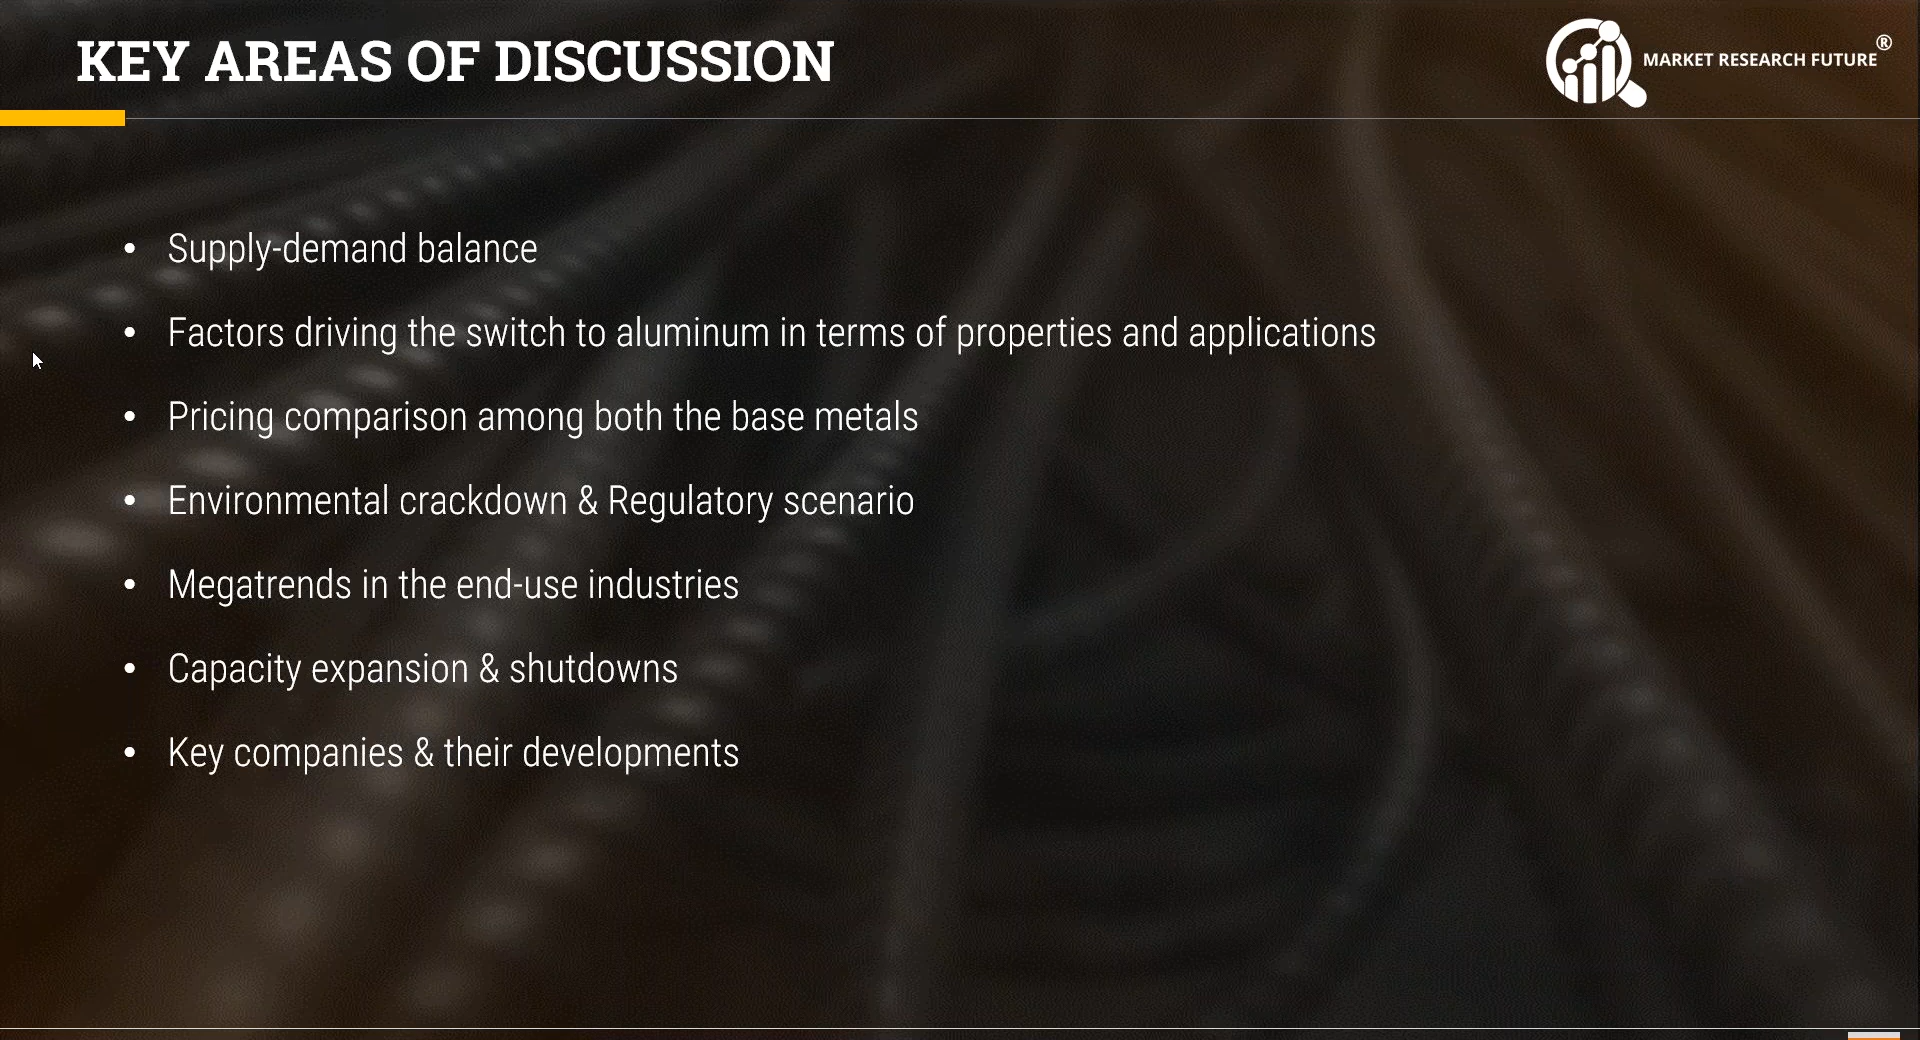 KEY AREAS OF DISCUSSION
MARKET RESEARCH FUTURE®
• Supply-demand balance
• Factors driving the switch to aluminum in terms of properties and applications
• Pricing comparison among both the base metals
• Environmental crackdown & Regulatory scenario
• Megatrends in the end-use industries
• Capacity expansion & shutdowns
• Key companies & their developments